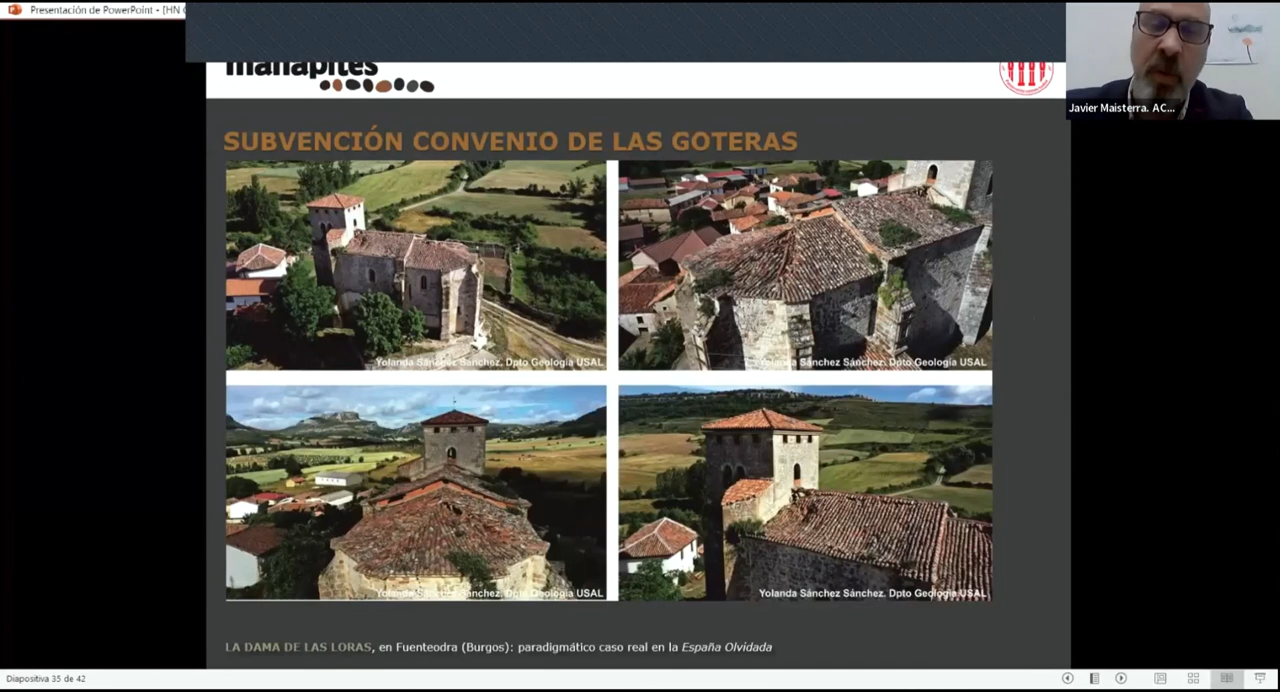 Presentación de PowerPoint - [HN
manapites
Javier Maisterra. AC...
SUBVENCIÓN CONVENIO DE LAS GOTERAS
Yolanda Sánchez Sánchez. Dpto Geología USAL
Yolanda Sánchez Sánchez. Dpto Geología USAL
Yolanda Sánchez Sánchez. Dpto Geología USAL
Yolanda Sánchez Sánchez. Dpto Geología USAL
LA DAMA DE LAS LORAS, en Fuenteodra (Burgos): paradigmático caso real en la España Olvidada
Diapositiva 35 de 42